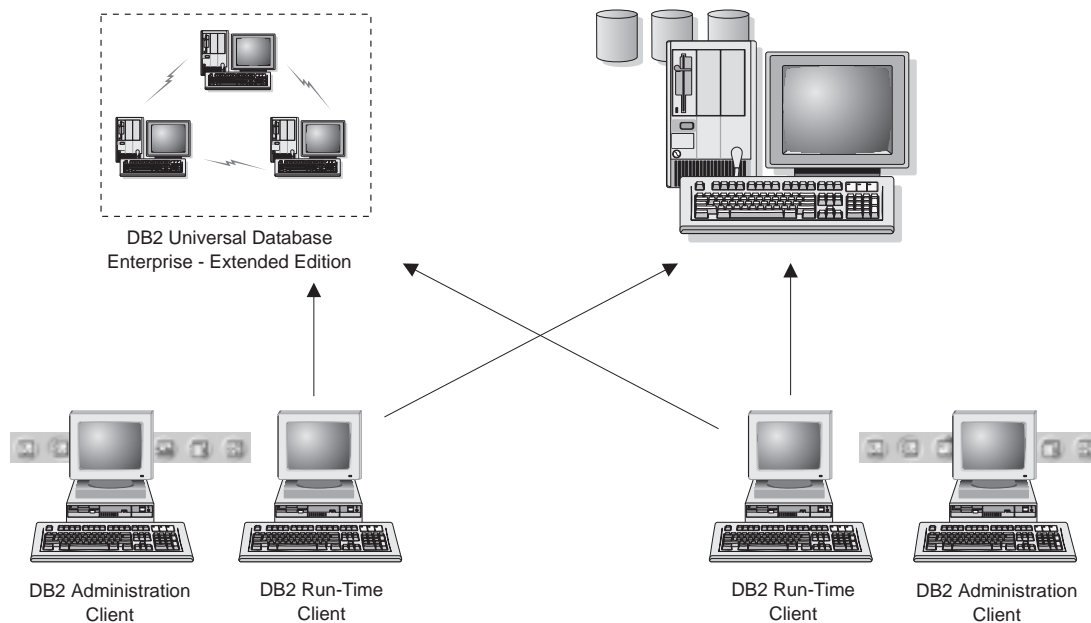 DB2 Universal Database
Enterprise - Extended Edition
DB2 Administration
Client
DB2 Run-Time
Client
DB2 Run-Time
Client
DB2 Administration
Client